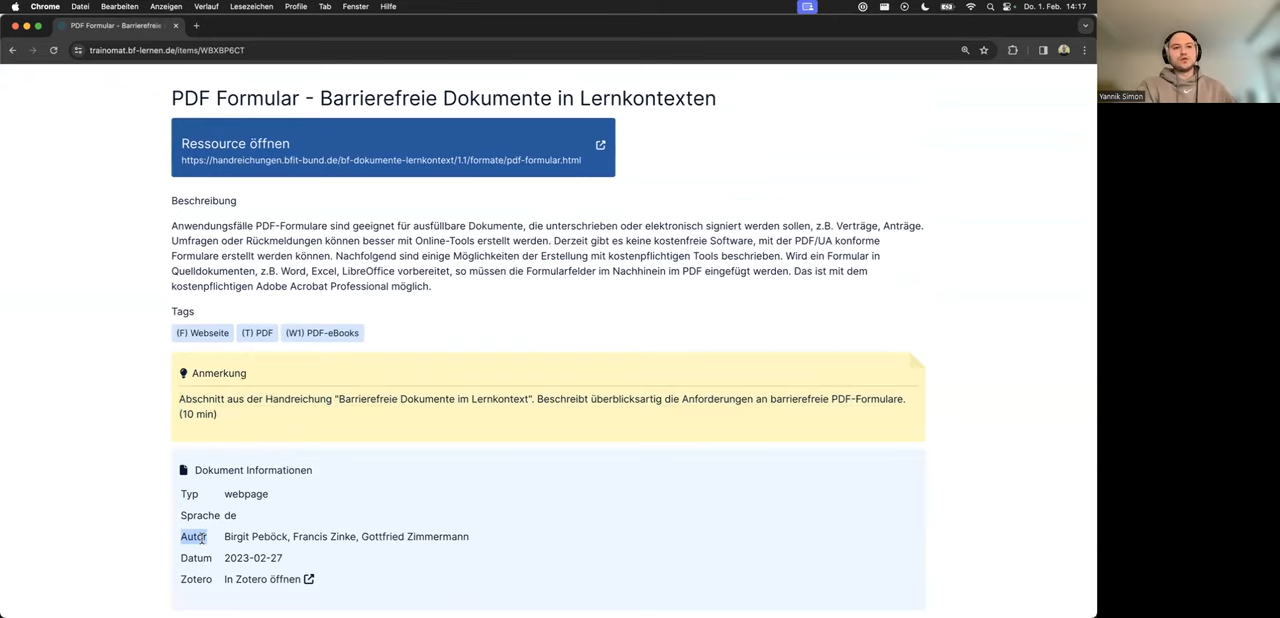 Chrome Datei Bearbeiten Anzeigen Verlauf Lesezeichen Profile Tab Fenster Hilfe Do. 1. Feb. 14:17
PDF Formular - Barrierefreie
trainomat.bf-lernen.de/items/WBXBP6CT
Yannik Simon
PDF Formular - Barrierefreie Dokumente in Lernkontexten
Ressource öffnen
https://handreichungen.bfit-bund.de/bf-dokumente-lernkontext/1.1/formate/pdf-formular.html
Beschreibung
Anwendungsfälle PDF-Formulare sind geeignet für ausfüllbare Dokumente, die unterschrieben oder elektronisch signiert werden sollen, z.B. Verträge, Anträge.
Umfragen oder Rückmeldungen können besser mit Online-Tools erstellt werden. Derzeit gibt es keine kostenfreie Software, mit der PDF/UA konforme
Formulare erstellt werden können. Nachfolgend sind einige Möglichkeiten der Erstellung mit kostenpflichtigen Tools beschrieben. Wird ein Formular in
Quelldokumenten, z.B. Word, Excel, LibreOffice vorbereitet, so müssen die Formularfelder im Nachhinein im PDF eingefügt werden. Das ist mit dem
kostenpflichtigen Adobe Acrobat Professional möglich.
Tags
(F) Webseite (T) PDF (W1) PDF-eBooks
Anmerkung
Abschnitt aus der Handreichung "Barrierefreie Dokumente im Lernkontext". Beschreibt überblicksartig die Anforderungen an barrierefreie PDF-Formulare.
(10 min)
Dokument Informationen
Typ webpage
Sprache de
Autor Birgit Peböck, Francis Zinke, Gottfried Zimmermann
Datum 2023-02-27
Zotero In Zotero öffnen